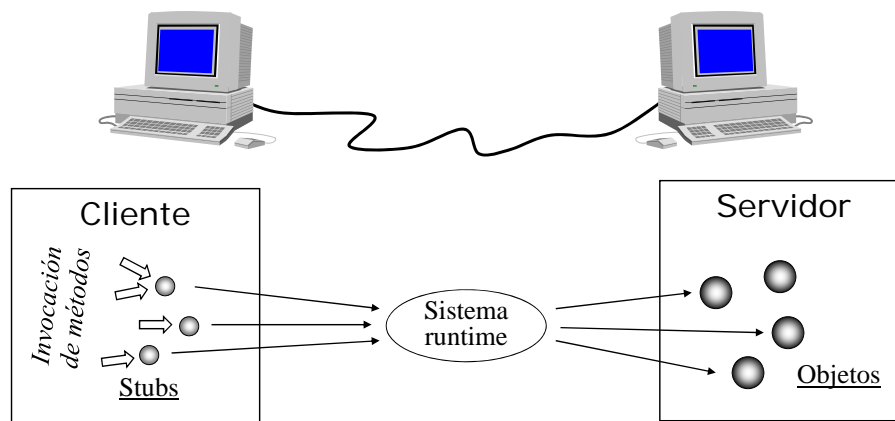 Cliente
Servidor
Invocación
de métodos
Sistema
runtime
Stubs
Objetos